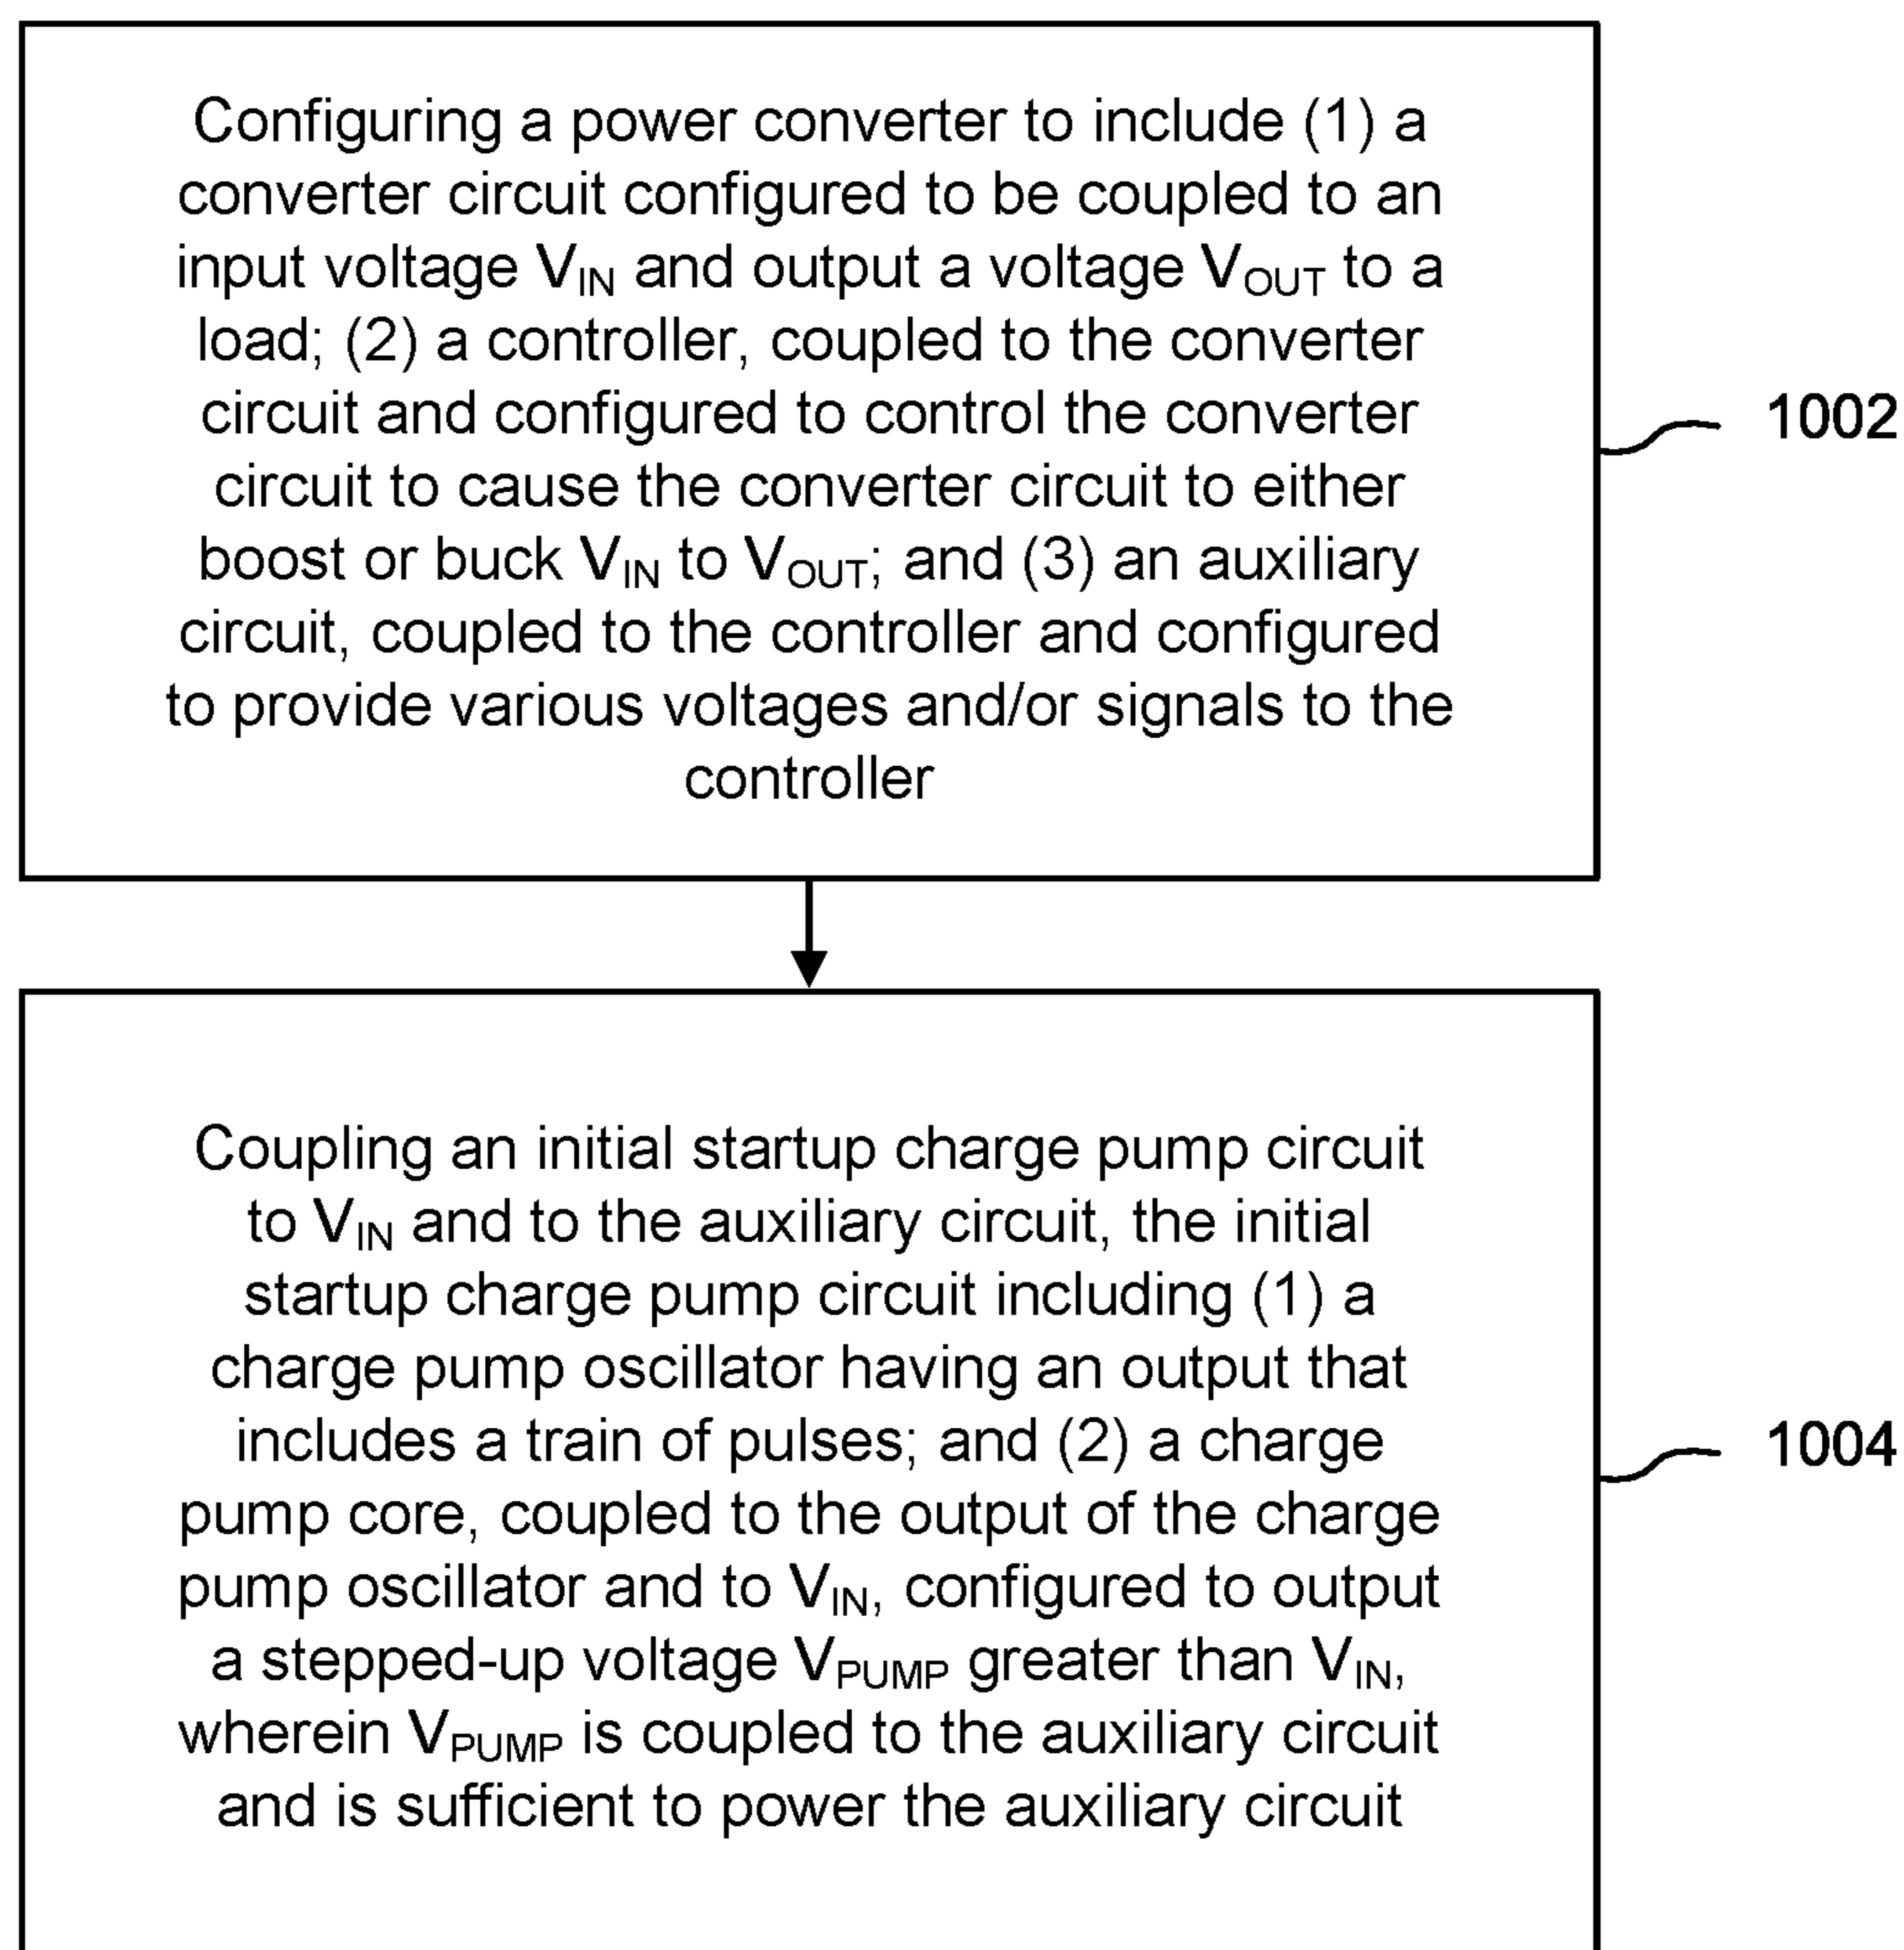 Configuring a power converter to include (1) a
converter circuit configured to be coupled to an
input voltage VIN and output a voltage VOUT to a
load; (2) a controller, coupled to the converter
circuit and configured to control the converter
circuit to cause the converter circuit to either
boost or buck VIN to VOUT; and (3) an auxiliary
circuit, coupled to the controller and configured
to provide various voltages and/or signals to the
controller
1002
Coupling an initial startup charge pump circuit
to VIN and to the auxiliary circuit, the initial
startup charge pump circuit including (1) a
charge pump oscillator having an output that
includes a train of pulses; and (2) a charge
pump core, coupled to the output of the charge
pump oscillator and to VIN, configured to output
a stepped-up voltage VPUMP greater than VIN,
wherein VPUMP is coupled to the auxiliary circuit
and is sufficient to power the auxiliary circuit
1004